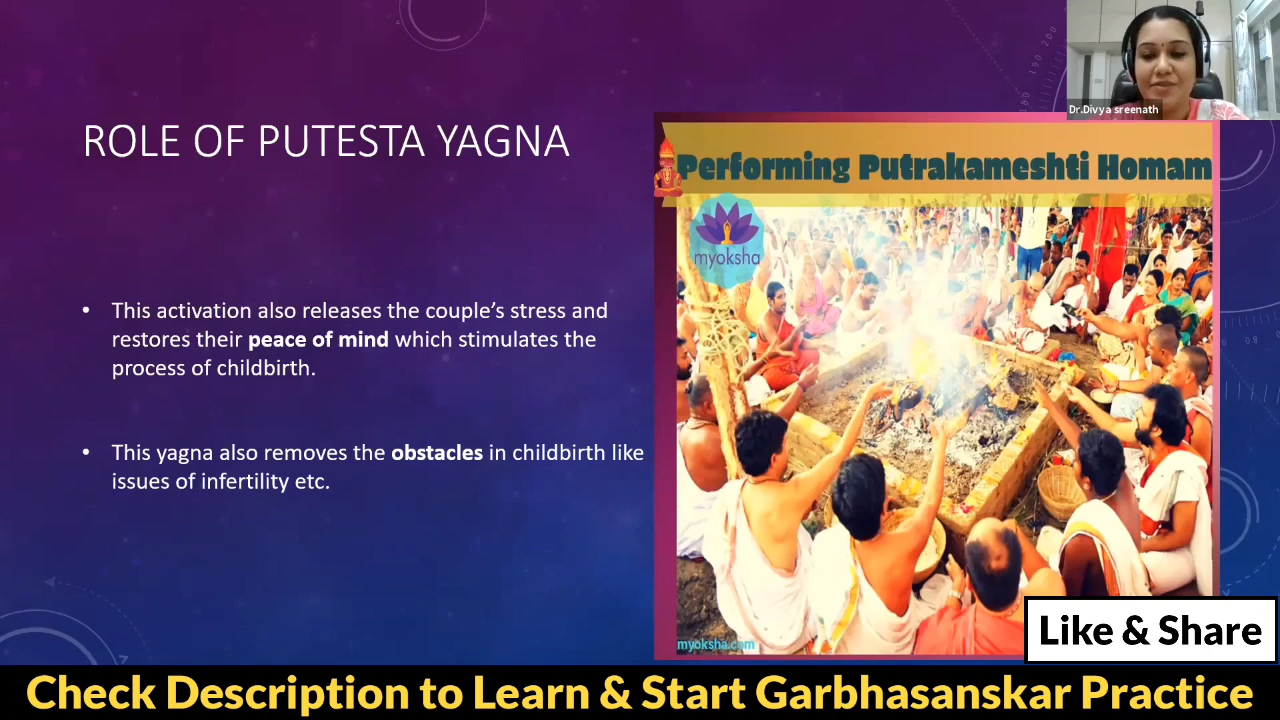 Dr.Divya sreenath
ROLE OF PUTESTA YAGNA
Performing Putrakameshti Homam
myoksha
• This activation also releases the couple’s stress and
restores their peace of mind which stimulates the
process of childbirth.
• This yagna also removes the obstacles in childbirth like
issues of infertility etc.
myoksha.com
Like & Share
Check Description to Learn & Start Garbhasanskar Practice